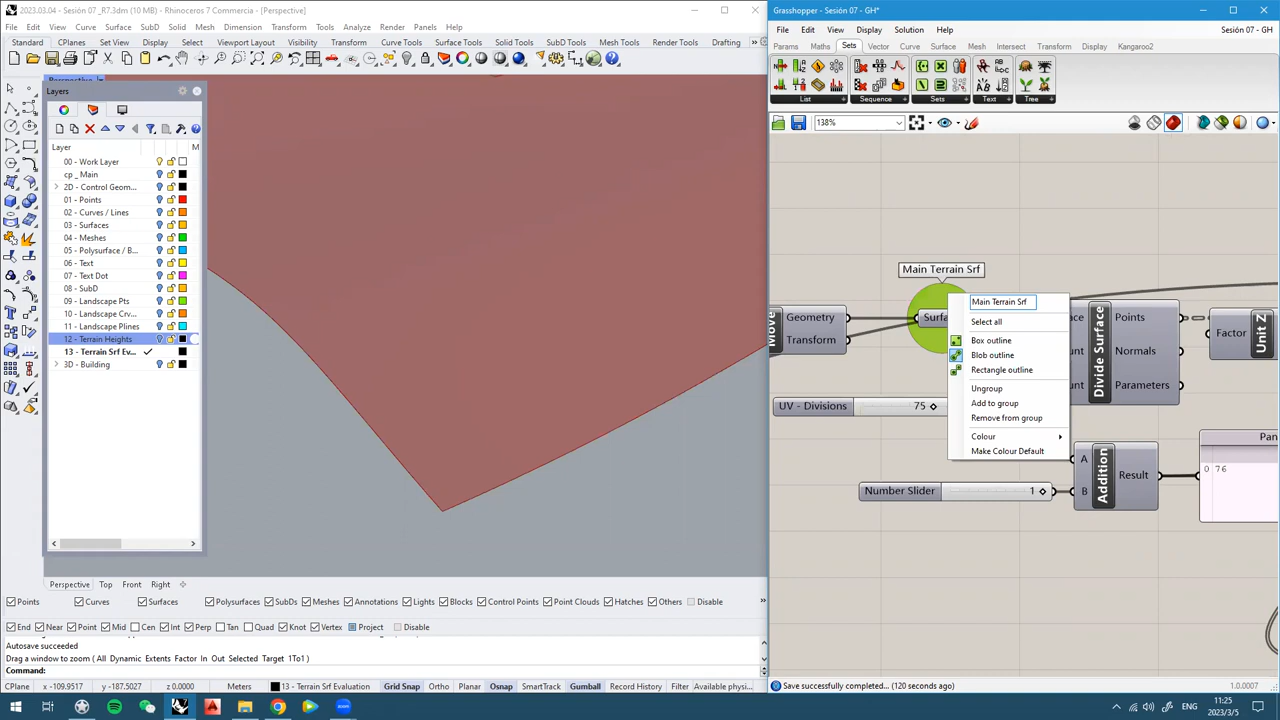 2023.03.04 - Sesión 07_R7.3dm (10 MB) - Rhinoceros 7 Commercia - [Perspective]
File Edit View Curve Surface SubD Solid Mesh Dimension Transform Tools Analyze Render Panels Help
Standard CPlanes Set View Display Select Viewport Layout Visibility Transform Curve Tools Surface Tools Solid Tools SubD Tools Mesh Tools Render Tools Drafting
Perspective
Layers
Layer M
00 - Work Layer
cp _ Main
2D - Control Geom...
01 - Points
02 - Curves / Lines
03 - Surfaces
04 - Meshes
05 - Polysurface / B...
06 - Text
07 - Text Dot
08 - SubD
09 - Landscape Pts
10 - Landscape Crv...
11 - Landscape Plines
12 - Terrain Heights
13 - Terrain Srf Ev...
3D - Building
Perspective Top Front Right
Points Curves Surfaces Polysurfaces SubDs Meshes Annotations Lights Blocks Control Points Point Clouds Hatches Others Disable
End Near Point Mid Cen Int Perp Tan Quad Knot Vertex Project Disable
Autosave succeeded
Drag a window to zoom ( All Dynamic Extents Factor In Out Selected Target 1To1 )
Command:
CPlane x -109.9517 y -187.5027 z 0.0000 Meters 13 - Terrain Srf Evaluation Grid Snap Ortho Planar Osnap SmartTrack Gumball Record History Filter Available physi...
Grasshopper - Sesión 07 - GH*
File Edit View Display Solution Help Sesión 07 - GH*
Params Maths Sets Vector Curve Surface Mesh Intersect Transform Display Kangaroo2
List Sequence Sets Text Tree
138%
Main Terrain Srf
Move
Geometry
Transform
Surfa
Main Terrain Srf
Select all
Box outline
Blob outline
Rectangle outline
Ungroup
Add to group
Remove from group
Colour
Make Colour Default
Divide Surface
Points
Normals
Parameters
Factor
Unit Z
UV - Divisions 75
Number Slider 1
A
B
Addition
Result
Pan
0 76
Save successfully completed... (120 seconds ago)
1.0.0007
ENG
11:25
2023/3/5